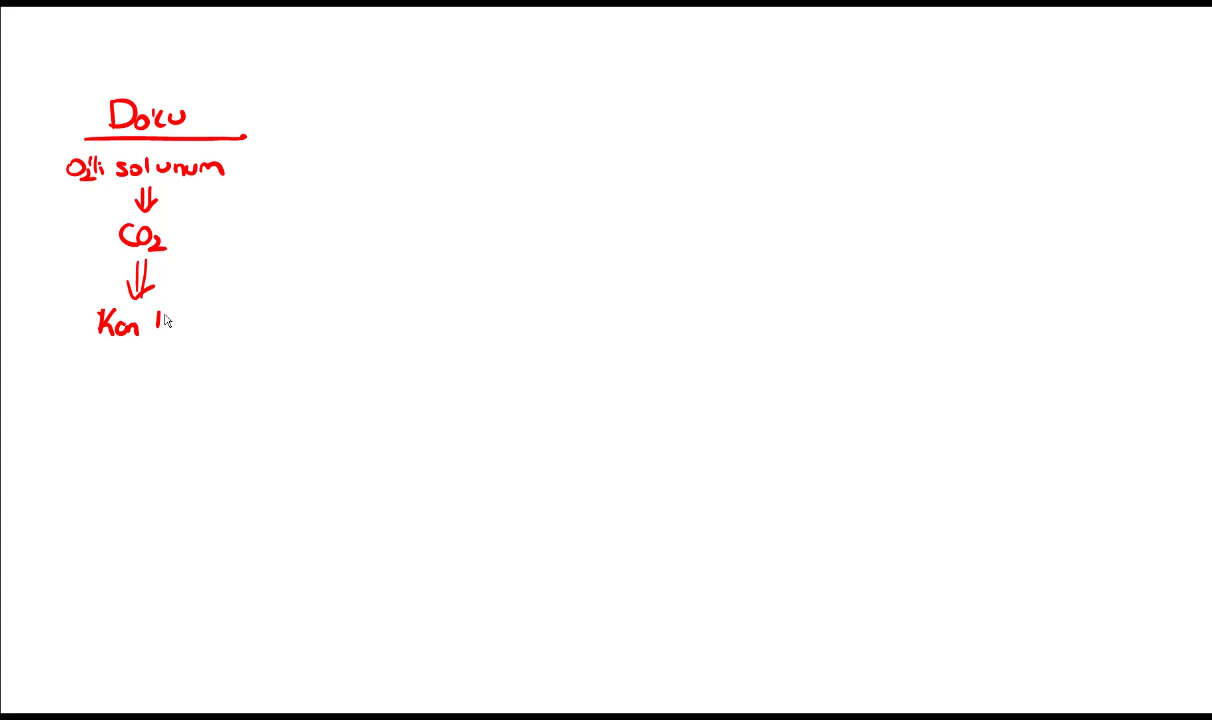 Doku
O₂'li solunum
⇓
CO₂
⇓
Kan